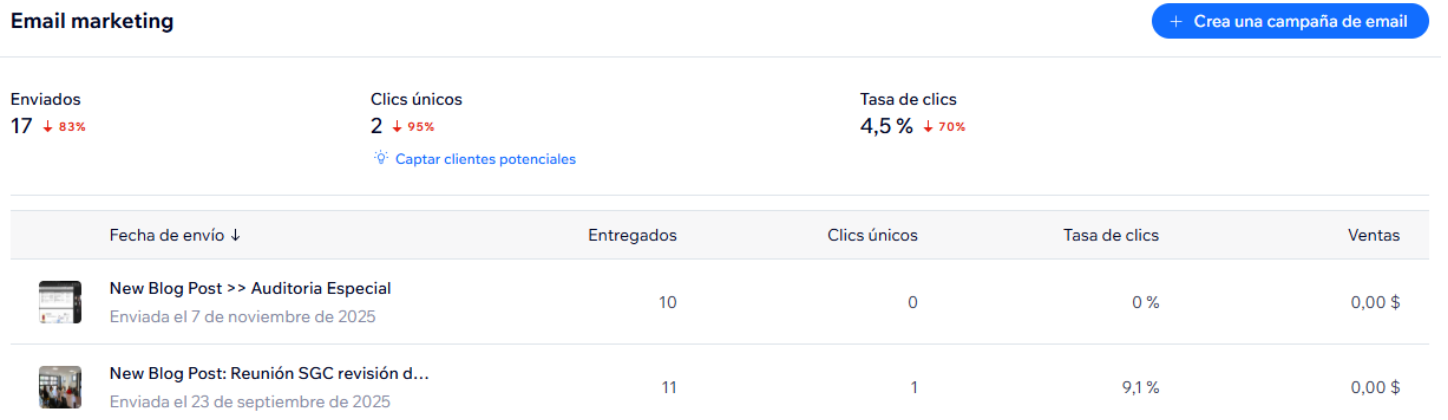 Email marketing
+ Crea una campaña de email
Enviados
17 ↓ 83%
Clics únicos
2 ↓ 95%
Captar clientes potenciales
Tasa de clics
4,5 % ↓ 70%
Fecha de envío ↓ Entregados Clics únicos Tasa de clics Ventas
New Blog Post >> Auditoria Especial
Enviada el 7 de noviembre de 2025
10 0 0 % 0,00 $
New Blog Post: Reunión SGC revisión d...
Enviada el 23 de septiembre de 2025
11 1 9,1 % 0,00 $